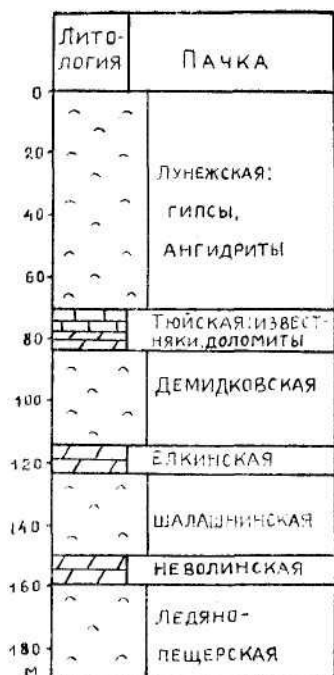 Лито-
логия
Пачка
0
Лунежская:
20
гипсы,
40
ангидриты
60
Тюйская: извест-
80
няки, доломиты
Демидковская
100
Елкинская
120
Шалашнинская
140
Неволинская
160
Ледяно-
180
пещерская
м